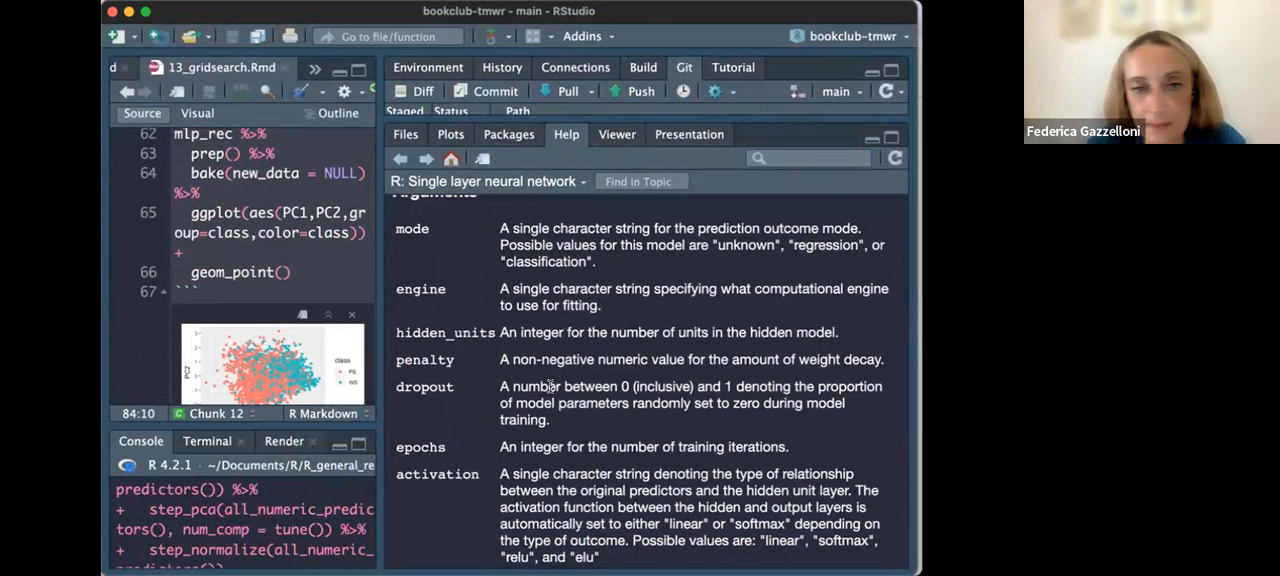 bookclub-tmwr - main - RStudio
Go to file/function
Addins
bookclub-tmwr
d
13_gridsearch.Rmd
Source
Visual
Outline
62
mlp_rec %>%
63
prep() %>%
64
bake(new_data = NULL)
%>%
65
ggplot(aes(PC1,PC2,gr
oup=class,color=class))
+
66
geom_point()
67
```
PC2
class
PS
WS
84:10
Chunk 12
R Markdown
Console
Terminal
Render
R 4.2.1 · ~/Documents/R/R_general_re
predictors()) %>%
+ step_pca(all_numeric_predic
tors(), num_comp = tune()) %>%
+ step_normalize(all_numeric_
predictors())
Environment
History
Connections
Build
Git
Tutorial
Diff
Commit
Pull
Push
main
Staged
Status
Path
Files
Plots
Packages
Help
Viewer
Presentation
R: Single layer neural network
Find in Topic
Arguments
mode
A single character string for the prediction outcome mode.
Possible values for this model are "unknown", "regression", or
"classification".
engine
A single character string specifying what computational engine
to use for fitting.
hidden_units
An integer for the number of units in the hidden model.
penalty
A non-negative numeric value for the amount of weight decay.
dropout
A number between 0 (inclusive) and 1 denoting the proportion
of model parameters randomly set to zero during model
training.
epochs
An integer for the number of training iterations.
activation
A single character string denoting the type of relationship
between the original predictors and the hidden unit layer. The
activation function between the hidden and output layers is
automatically set to either "linear" or "softmax" depending on
the type of outcome. Possible values are: "linear", "softmax",
"relu", and "elu"
Federica Gazzelloni